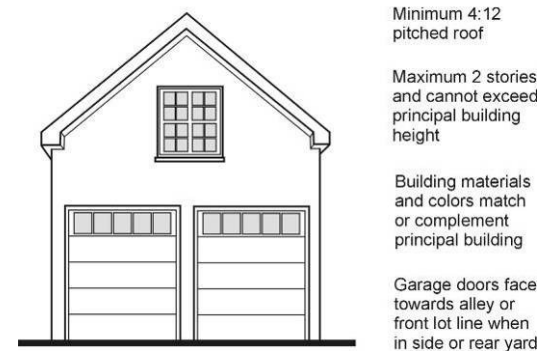 Minimum 4:12
pitched roof
Maximum 2 stories
and cannot exceed
principal building
height
Building materials
and colors match
or complement
principal building
Garage doors face
towards alley or
front lot line when
in side or rear yard